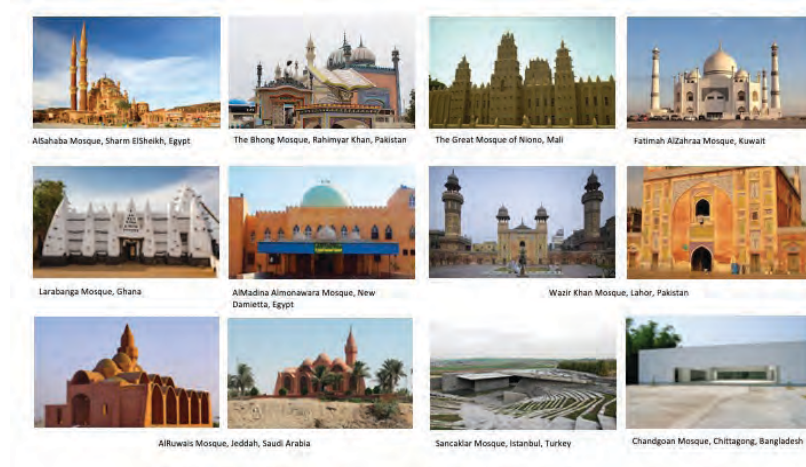 AlSahaba Mosque, Sharm ElSheikh, Egypt
The Bhong Mosque, Rahimyar Khan, Pakistan
The Great Mosque of Niono, Mali
Fatimah AlZahraa Mosque, Kuwait
Larabanga Mosque, Ghana
AlMadina Almonawara Mosque, New
Damietta, Egypt
Wazir Khan Mosque, Lahor, Pakistan
AlRuwais Mosque, Jeddah, Saudi Arabia
Sancaklar Mosque, Istanbul, Turkey
Chandgoan Mosque, Chittagong, Bangladesh